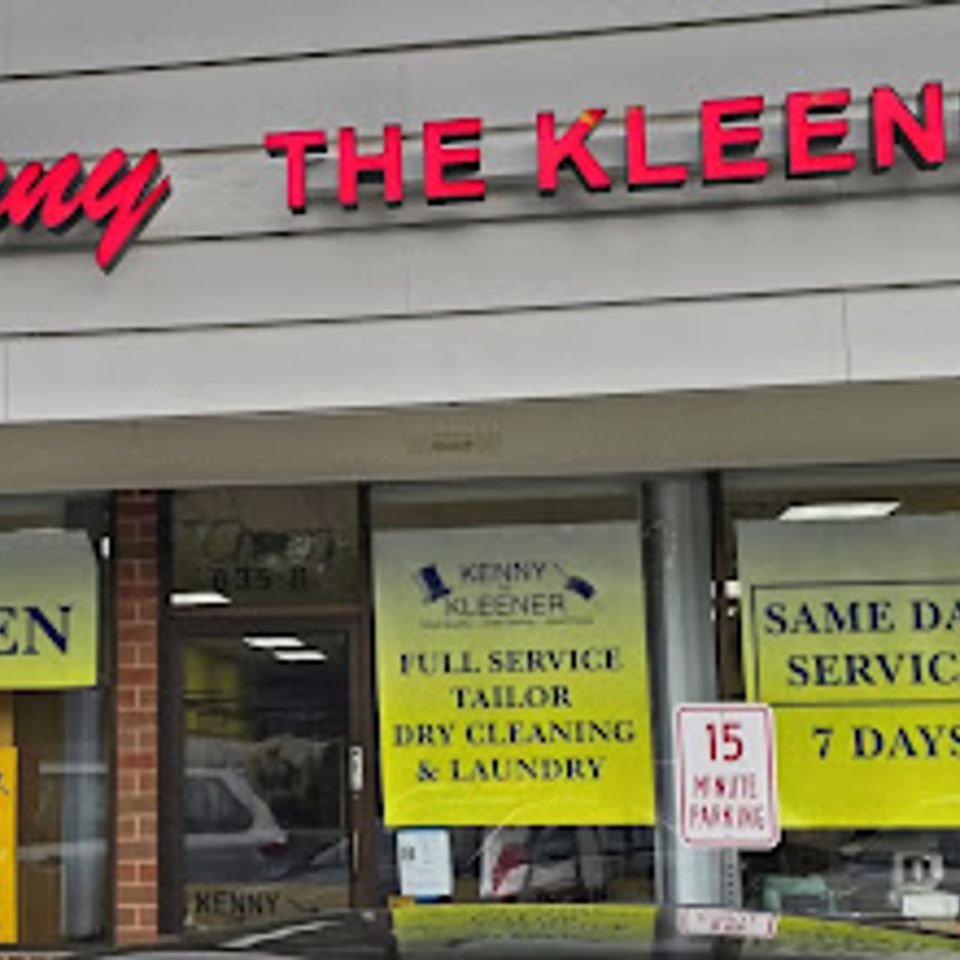 nny THE KLEEN
635-B
EN
KENNY
KLEENER
FULL SERVICE
TAILOR
DRY CLEANING
& LAUNDRY
SAME DA
SERVIC
7 DAYS
15
MINUTE
PARKING
KENNY